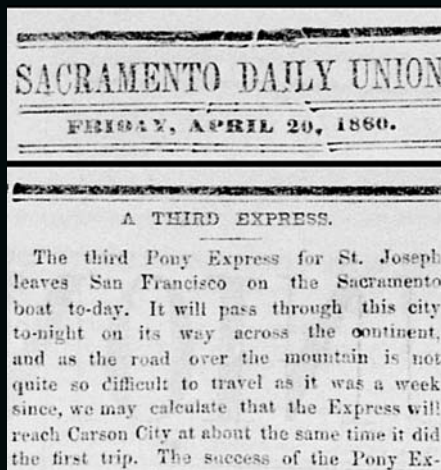 SACRAMENTO DAILY UNION
FRIDAY, APRIL 20, 1860.
A THIRD EXPRESS.
The third Pony Express for St. Joseph
leaves San Francisco on the Sacramento
boat to-day. It will pass through this city
to-night on its way across the continent,
and as the road over the mountain is not
quite so difficult to travel as it was a week
since, we may calculate that the Express will
reach Carson City at about the same time it did
the first trip. The success of the Pony Ex-